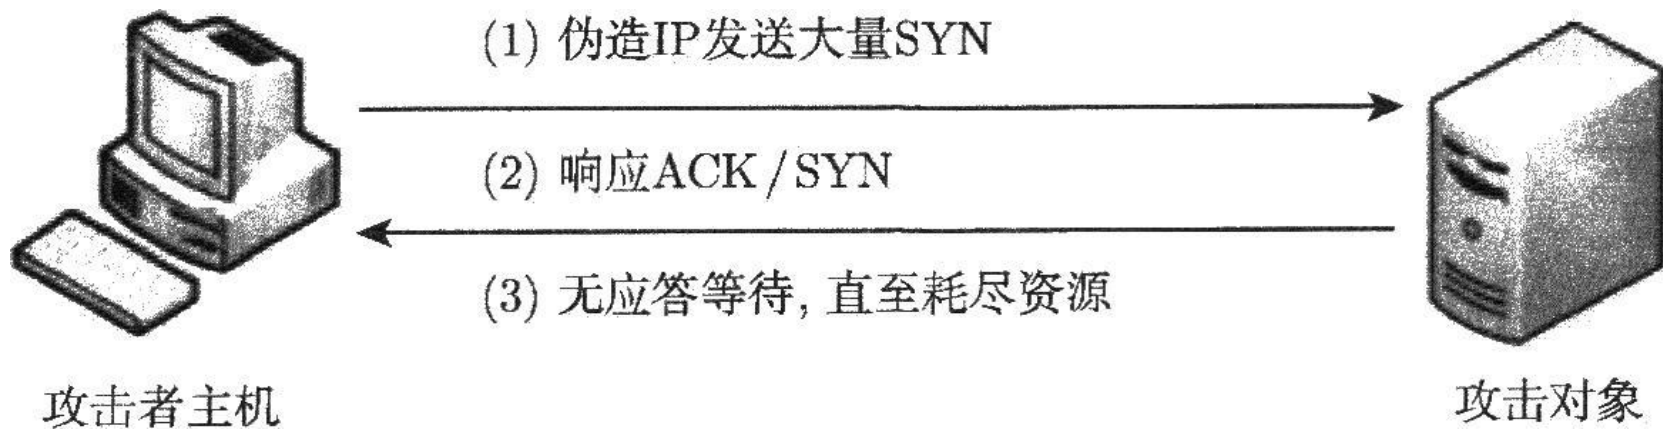 (1) 伪造IP发送大量SYN
(2) 响应ACK/SYN
(3) 无应答等待, 直至耗尽资源
攻击者主机
攻击对象